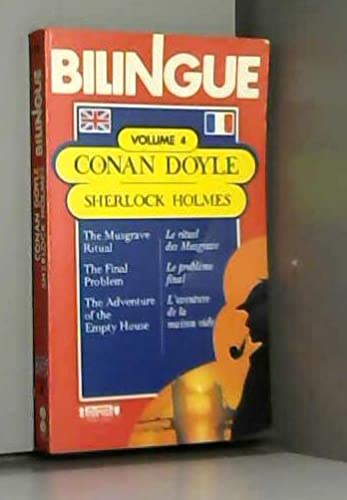 BILINGUE
VOLUME 4
CONAN DOYLE
SHERLOCK HOLMES
The Musgrave
Ritual
Le rituel
des Musgrave
The Final
Problem
Le problème
final
The Adventure
of the
Empty House
L'aventure
de la
maison vide
CONAN DOYLE
SHERLOCK HOLMES
BILINGUE